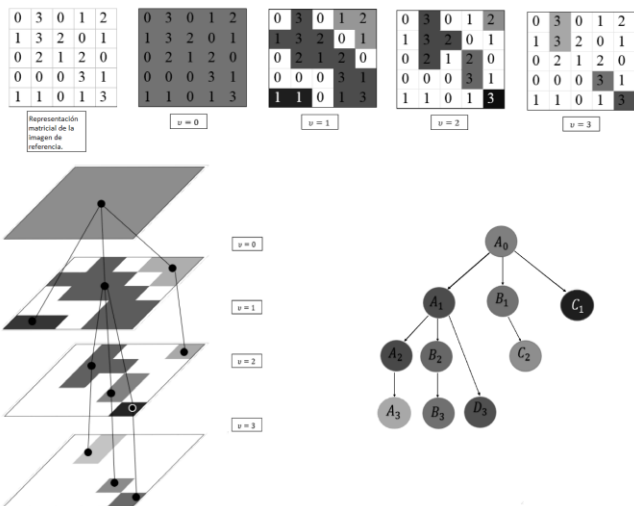 0 3 0 1 2
1 3 2 0 1
0 2 1 2 0
0 0 0 3 1
1 1 0 1 3
Representación
matricial de la
imagen de
referencia.
0 3 0 1 2
1 3 2 0 1
0 2 1 2 0
0 0 0 3 1
1 1 0 1 3
v = 0
0 3 0 1 2
1 3 2 0 1
0 2 1 2 0
0 0 0 3 1
1 1 0 1 3
v = 1
0 3 0 1 2
1 3 2 0 1
0 2 1 2 0
0 0 0 3 1
1 1 0 1 3
v = 2
0 3 0 1 2
1 3 2 0 1
0 2 1 2 0
0 0 0 3 1
1 1 0 1 3
v = 3
v = 0
v = 1
v = 2
v = 3
A₀
A₁ B₁ C₁
A₂ B₂ C₂
A₃ B₃ D₃